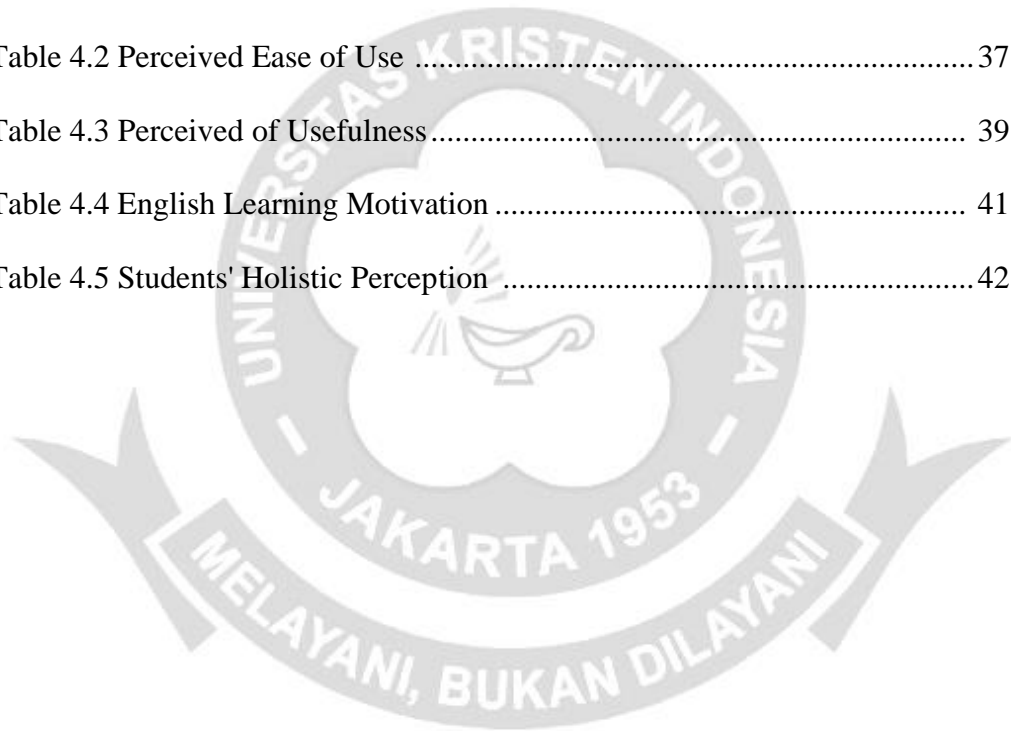 Table 4.2 Perceived Ease of Use ..................................................................... 37
Table 4.3 Perceived of Usefulness.................................................................. 39
Table 4.4 English Learning Motivation .......................................................... 41
Table 4.5 Students' Holistic Perception .......................................................... 42
UNIVERSITAS KRISTEN INDONESIA
- JAKARTA 1953 -
MELAYANI, BUKAN DILAYANI